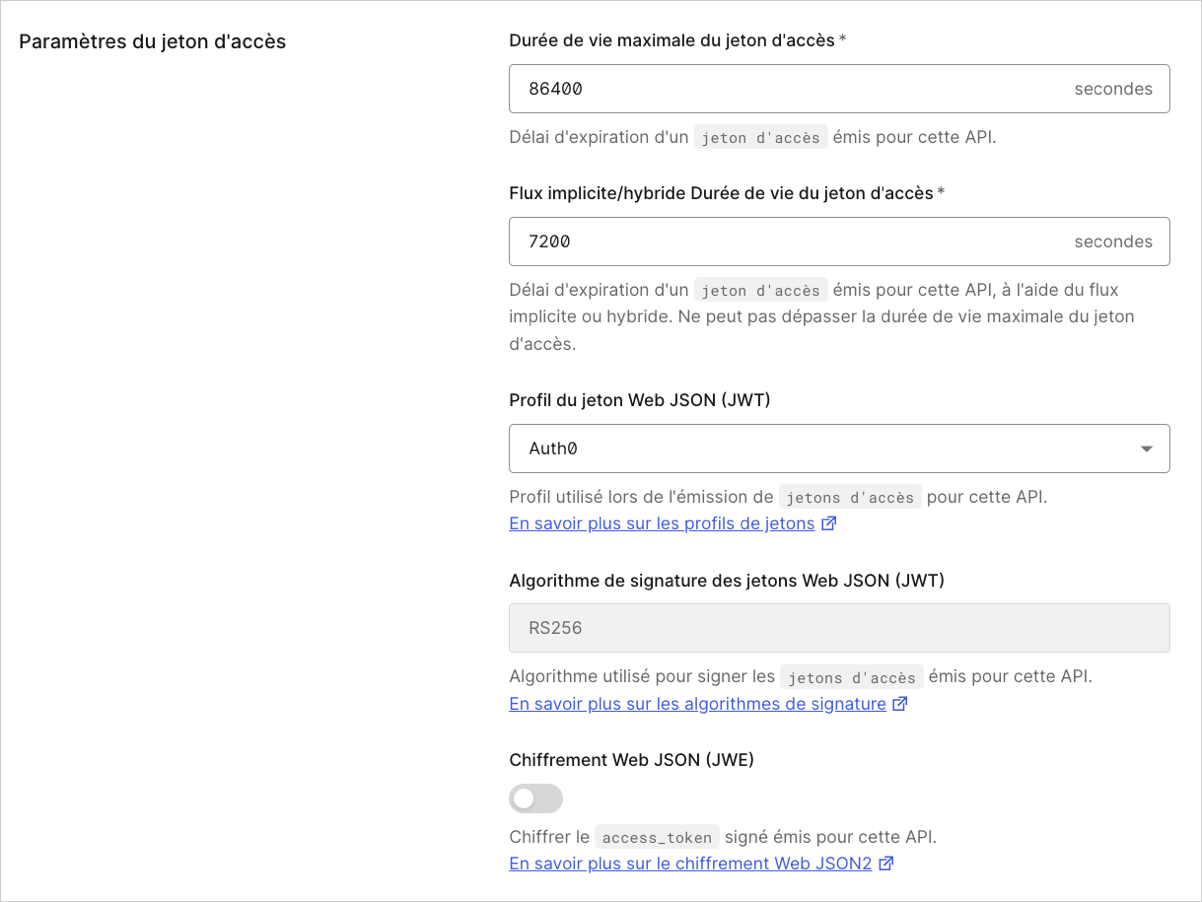 Paramètres du jeton d'accès
Durée de vie maximale du jeton d'accès *
86400 secondes
Délai d'expiration d'un jeton d'accès émis pour cette API.
Flux implicite/hybride Durée de vie du jeton d'accès *
7200 secondes
Délai d'expiration d'un jeton d'accès émis pour cette API, à l'aide du flux
implicite ou hybride. Ne peut pas dépasser la durée de vie maximale du jeton
d'accès.
Profil du jeton Web JSON (JWT)
Auth0
Profil utilisé lors de l'émission de jetons d'accès pour cette API.
En savoir plus sur les profils de jetons
Algorithme de signature des jetons Web JSON (JWT)
RS256
Algorithme utilisé pour signer les jetons d'accès émis pour cette API.
En savoir plus sur les algorithmes de signature
Chiffrement Web JSON (JWE)
Chiffrer le access_token signé émis pour cette API.
En savoir plus sur le chiffrement Web JSON2